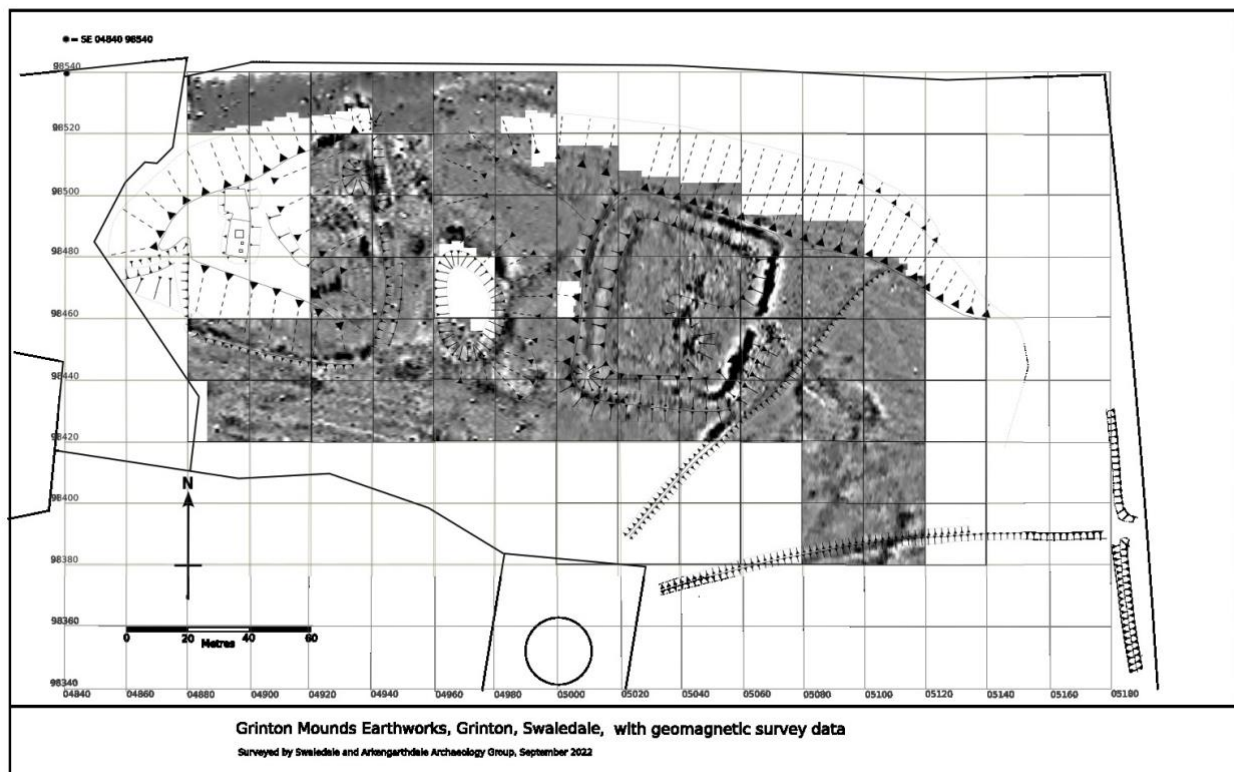 = SE 04840 98540
98540
98520
98500
98480
98460
98440
98420
98400
98380
98360
98340
N
0 20 40 60
Metres
04840 04860 04880 04900 04920 04940 04960 04980 05000 05020 05040 05060 05080 05100 05120 05140 05160 05180
Grinton Mounds Earthworks, Grinton, Swaledale, with geomagnetic survey data
Surveyed by Swaledale and Arkengarthdale Archaeology Group, September 2022